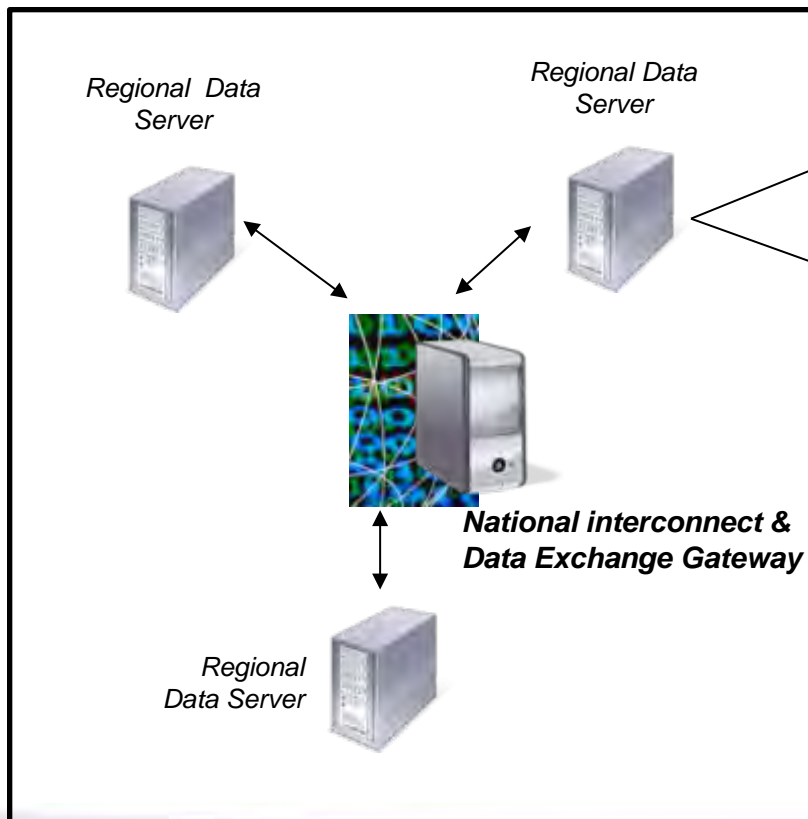 Regional Data
Server
Regional Data
Server
National interconnect &
Data Exchange Gateway
Regional
Data Server